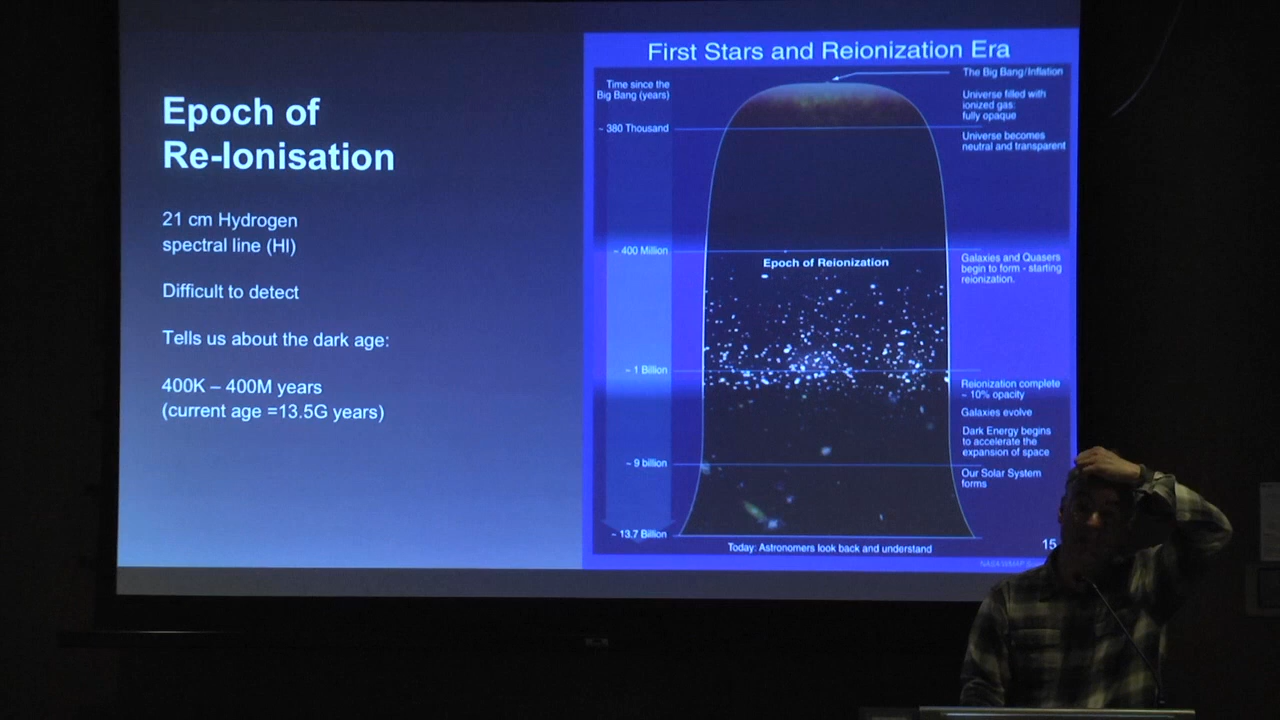 Epoch of
Re-Ionisation
21 cm Hydrogen
spectral line (HI)
Difficult to detect
Tells us about the dark age:
400K – 400M years
(current age =13.5G years)
First Stars and Reionization Era
Time since the
Big Bang (years)
The Big Bang/Inflation
Universe filled with
ionized gas:
fully opaque
~ 380 Thousand
Universe becomes
neutral and transparent
~ 400 Million
Epoch of Reionization
Galaxies and Quasers
begin to form - starting
reionization.
~ 1 Billion
Reionization complete
~ 10% opacity
Galaxies evolve
Dark Energy begins
to accelerate the
expansion of space
~ 9 billion
Our Solar System
forms
~ 13.7 Billion
Today: Astronomers look back and understand
15